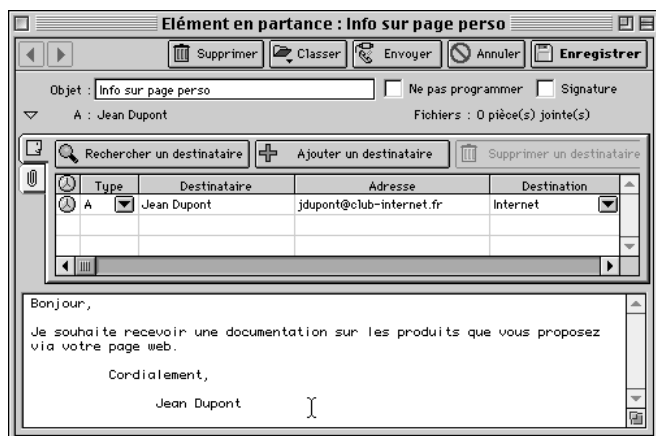 Elément en partance : Info sur page perso
Supprimer Classer Envoyer Annuler Enregistrer
Objet : Info sur page perso Ne pas programmer Signature
A : Jean Dupont Fichiers : 0 pièce(s) jointe(s)
Rechercher un destinataire Ajouter un destinataire Supprimer un destinataire
Type Destinataire Adresse Destination
A Jean Dupont jdupont@club-internet.fr Internet
Bonjour,
Je souhaite recevoir une documentation sur les produits que vous proposez
via votre page web.
Cordialement,
Jean Dupont